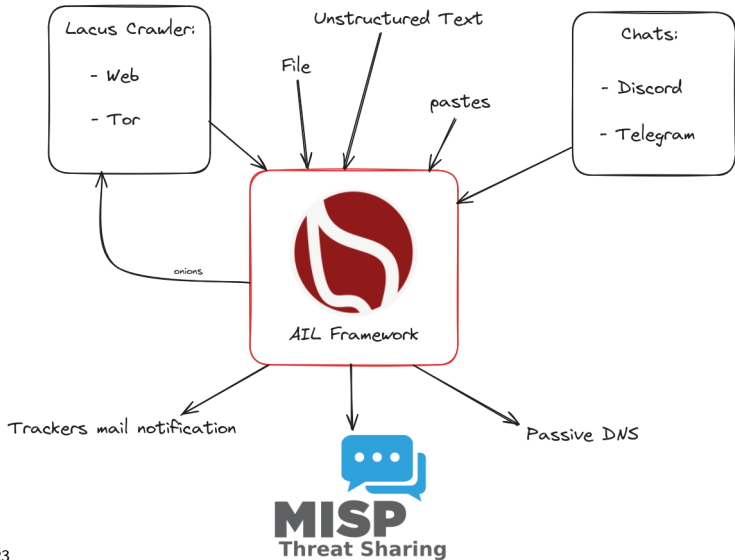 Lacus Crawler:
- Web
- Tor
Unstructured Text
File
pastes
Chats:
- Discord
- Telegram
onions
AIL Framework
Trackers mail notification
Passive DNS
MISP
Threat Sharing